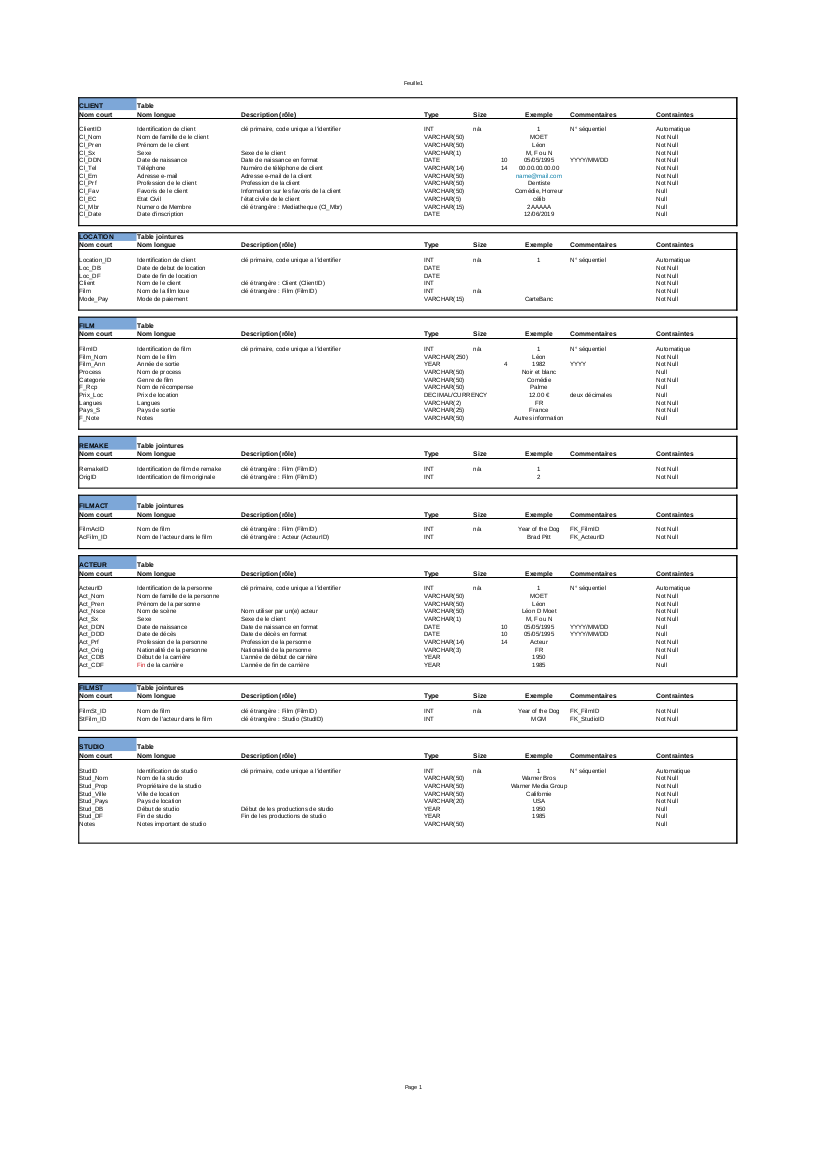 Feuille1
CLIENT Table
Nom court Nom longue Description (rôle) Type Size Exemple Commentaires Contraintes
ClientID Identification de client clé primaire, code unique a l'identifier INT n/a 1 N° séquentiel Automatique
Cl_Nom Nom de famille de le client VARCHAR(50) MOET Not Null
Cl_Pren Prénom de le client VARCHAR(50) Léon Not Null
Cl_Sx Sexe Sexe de le client VARCHAR(1) M, F ou N Not Null
Cl_DDN Date de naissance Date de naissance en format DATE 10 05/05/1995 YYYY/MM/DD Not Null
Cl_Tel Téléphone Numéro de téléphone de client VARCHAR(14) 14 00.00.00.00.00 Not Null
Cl_Em Adresse e-mail Adresse e-mail de la client VARCHAR(50) name@mail.com Not Null
Cl_Prf Profession de le client Profession de la client VARCHAR(50) Dentiste Not Null
Cl_Fav Favoris de le client Information sur les favoris de la client VARCHAR(50) Comédie, Horreur Null
Cl_EC Etat Civil l'état civile de le client VARCHAR(5) célib Null
Cl_Mbr Numero de Membre clé étrangère : Mediatheque (Cl_Mbr) VARCHAR(15) 2AAAAA Not Null
Cl_Date Date d'inscription DATE 12/06/2019 Not Null
LOCATION Table jointures
Nom court Nom longue Description (rôle) Type Size Exemple Commentaires Contraintes
Location_ID Identification de client clé primaire, code unique a l'identifier INT n/a 1 N° séquentiel Automatique
Loc_DB Date de debut de location DATE Not Null
Loc_DF Date de fin de location DATE Not Null
Client Nom de le client clé étrangère : Client (ClientID) INT Not Null
Film Nom de la film loue clé étrangère : Film (FilmID) INT n/a Not Null
Mode_Pay Mode de paiement VARCHAR(15) CarteBanc Not Null
FILM Table
Nom court Nom longue Description (rôle) Type Size Exemple Commentaires Contraintes
FilmID Identification de film clé primaire, code unique a l'identifier INT n/a 1 N° séquentiel Automatique
Film_Nom Nom de le film VARCHAR(250) Léon Not Null
Film_Ann Année de sortie YEAR 4 1982 YYYY Not Null
Process Nom de process VARCHAR(50) Noir et blanc Null
Categorie Genre de film VARCHAR(50) Comédie Not Null
F_Rcp Nom de récompense VARCHAR(50) Palme Null
Prix_Loc Prix de location DECIMAL/CURRENCY 12.00 € deux décimales Null
Langues Langues VARCHAR(2) FR Not Null
Pays_S Pays de sortie VARCHAR(25) France Not Null
F_Note Notes VARCHAR(50) Autres information Null
REMAKE Table jointures
Nom court Nom longue Description (rôle) Type Size Exemple Commentaires Contraintes
RemakeID Identification de film de remake clé étrangère : Film (FilmID) INT n/a 1 Not Null
OrigID Identification de film originale clé étrangère : Film (FilmID) INT 2 Not Null
FILMACT Table jointures
Nom court Nom longue Description (rôle) Type Size Exemple Commentaires Contraintes
FilmAcID Nom de film clé étrangère : Film (FilmID) INT n/a Year of the Dog FK_FilmID Not Null
AcFilm_ID Nom de l'acteur dans le film clé étrangère : Acteur (ActeurID) INT Brad Pitt FK_ActeurID Not Null
ACTEUR Table
Nom court Nom longue Description (rôle) Type Size Exemple Commentaires Contraintes
ActeurID Identification de la personne clé primaire, code unique a l'identifier INT n/a 1 N° séquentiel Automatique
Act_Nom Nom de famille de la personne VARCHAR(50) MOET Not Null
Act_Pren Prénom de la personne VARCHAR(50) Léon Not Null
Act_Nsce Nom de scène Nom utiliser par un(e) acteur VARCHAR(50) Léon D Moet Null
Act_Sx Sexe Sexe de le client VARCHAR(1) M, F ou N Not Null
Act_DDN Date de naissance Date de naissance en format DATE 10 05/05/1995 YYYY/MM/DD Not Null
Act_DDD Date de décès Date de décès en format DATE 10 05/05/1995 YYYY/MM/DD Null
Act_Prf Profession de la personne Profession de la personne VARCHAR(14) 14 Acteur Not Null
Act_Orig Nationalité de la personne Nationalité de la personne VARCHAR(3) FR Not Null
Act_CDB Début de la carrière L'année de début de carrière YEAR 1950 Not Null
Act_CDF Fin de la carrière L'année de fin de carrière YEAR 1985 Null
FILMST Table jointures
Nom court Nom longue Description (rôle) Type Size Exemple Commentaires Contraintes
FilmSt_ID Nom de film clé étrangère : Film (FilmID) INT n/a Year of the Dog FK_FilmID Not Null
StFilm_ID Nom de l'acteur dans le film clé étrangère : Studio (StudID) INT MGM FK_StudioID Not Null
STUDIO Table
Nom court Nom longue Description (rôle) Type Size Exemple Commentaires Contraintes
StudID Identification de studio clé primaire, code unique a l'identifier INT n/a 1 N° séquentiel Automatique
Stud_Nom Nom de la studio VARCHAR(50) Warner Bros Not Null
Stud_Prop Propriétaire de la studio VARCHAR(50) Warner Media Group Not Null
Stud_Ville Ville de location VARCHAR(50) Californie Not Null
Stud_Pays Pays de location VARCHAR(20) USA Not Null
Stud_DB Début de studio Début de les productions de studio YEAR 1950 Null
Stud_DF Fin de studio Fin de les productions de studio YEAR 1985 Null
Notes Notes important de studio VARCHAR(50) Null
Page 1